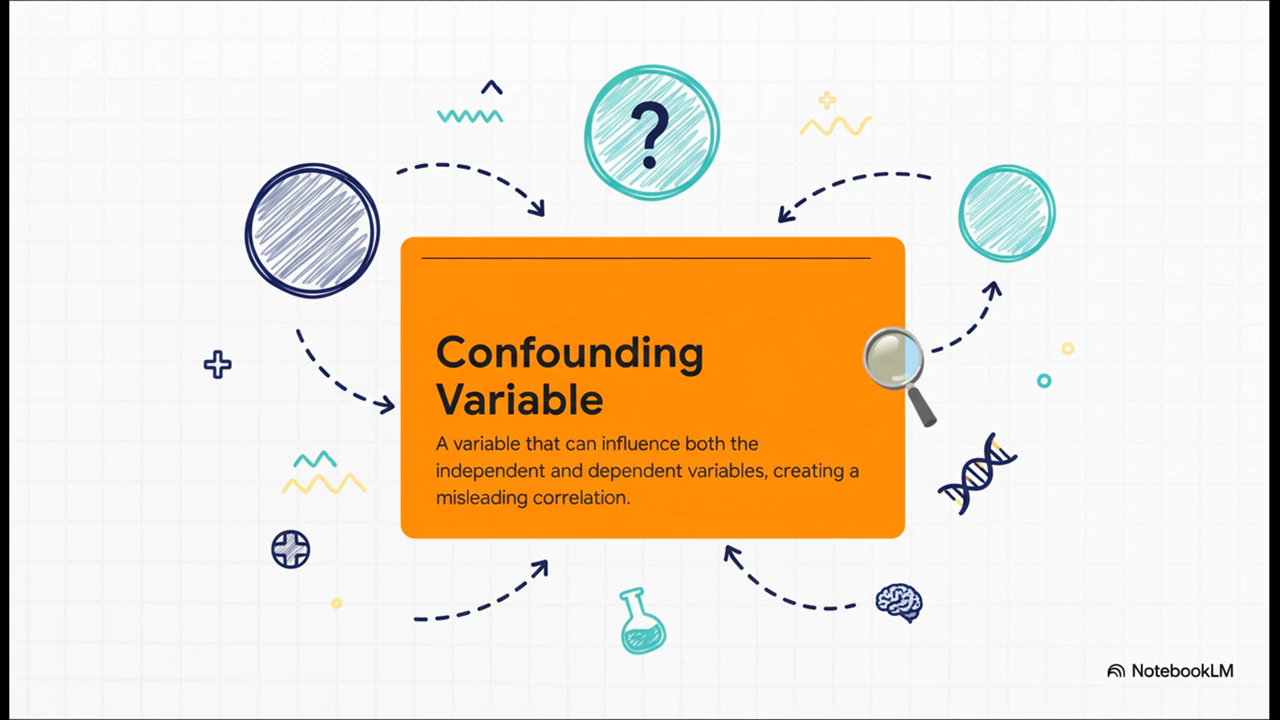 ?
Confounding
Variable
A variable that can influence both the
independent and dependent variables, creating a
misleading correlation.
NotebookLM